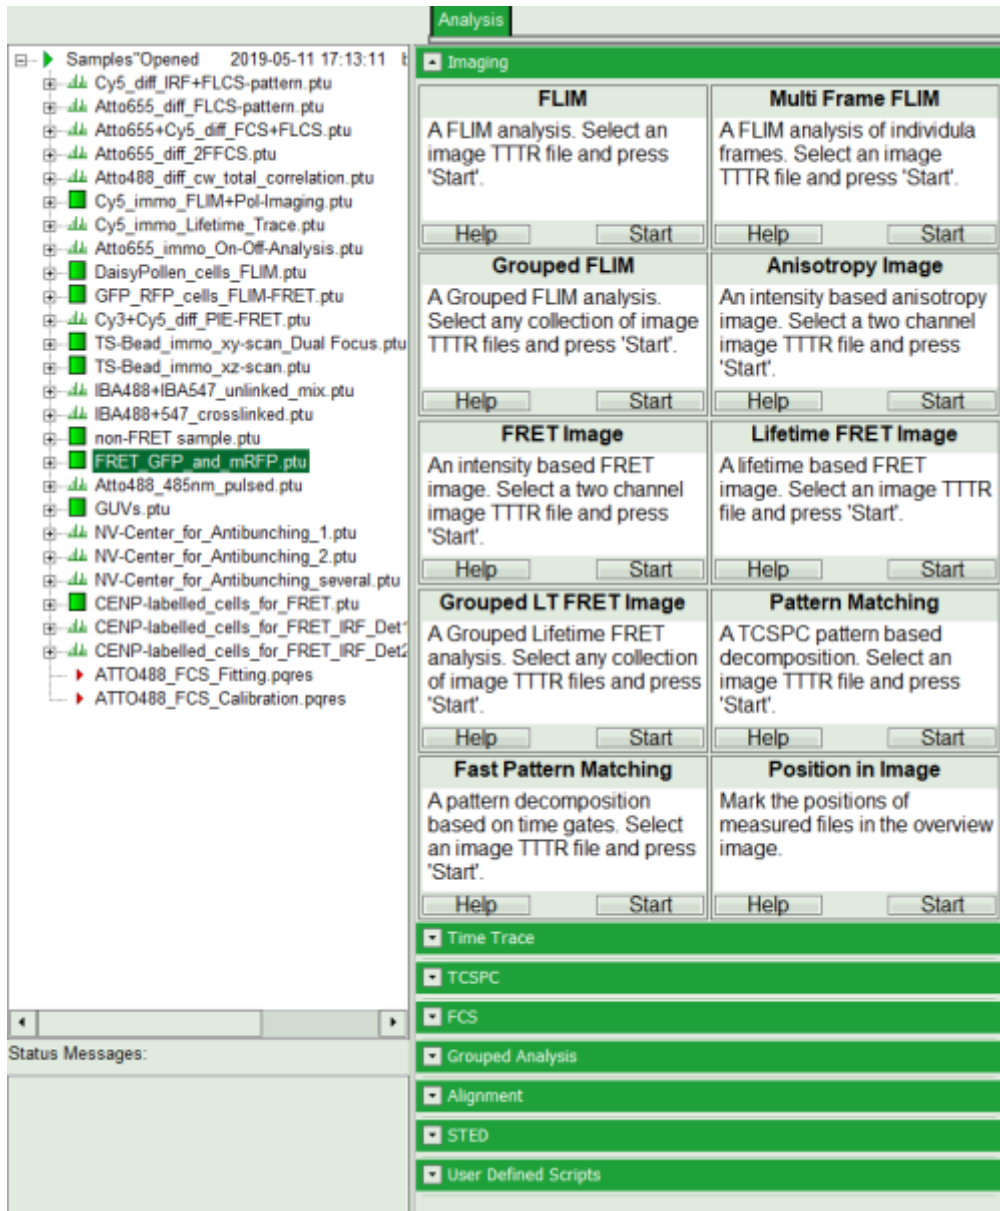 Analysis
Samples"Opened 2019-05-11 17:13:11
Cy5_diff_IRF+FLCS-pattern.ptu
Atto655_diff_FLCS-pattern.ptu
Atto655+Cy5_diff_FCS+FLCS.ptu
Atto655_diff_2FFCS.ptu
Atto488_diff_cw_total_correlation.ptu
Cy5_immo_FLIM+Pol-Imaging.ptu
Cy5_immo_Lifetime_Trace.ptu
Atto655_immo_On-Off-Analysis.ptu
DaisyPollen_cells_FLIM.ptu
GFP_RFP_cells_FLIM-FRET.ptu
Cy3+Cy5_diff_PIE-FRET.ptu
TS-Bead_immo_xy-scan_Dual Focus.ptu
TS-Bead_immo_xz-scan.ptu
IBA488+IBA547_unlinked_mix.ptu
IBA488+547_crosslinked.ptu
non-FRET sample.ptu
FRET_GFP_and_mRFP.ptu
Atto488_485nm_pulsed.ptu
GUVs.ptu
NV-Center_for_Antibunching_1.ptu
NV-Center_for_Antibunching_2.ptu
NV-Center_for_Antibunching_several.ptu
CENP-labelled_cells_for_FRET.ptu
CENP-labelled_cells_for_FRET_IRF_Det1
CENP-labelled_cells_for_FRET_IRF_Det2
ATTO488_FCS_Fitting.pqres
ATTO488_FCS_Calibration.pqres
Status Messages:
Imaging
FLIM
A FLIM analysis. Select an
image TTTR file and press
'Start'.
Help Start
Multi Frame FLIM
A FLIM analysis of individula
frames. Select an image
TTTR file and press 'Start'.
Help Start
Grouped FLIM
A Grouped FLIM analysis.
Select any collection of image
TTTR files and press 'Start'.
Help Start
Anisotropy Image
An intensity based anisotropy
image. Select a two channel
image TTTR file and press
'Start'.
Help Start
FRET Image
An intensity based FRET
image. Select a two channel
image TTTR file and press
'Start'.
Help Start
Lifetime FRET Image
A lifetime based FRET
image. Select an image TTTR
file and press 'Start'.
Help Start
Grouped LT FRET Image
A Grouped Lifetime FRET
analysis. Select any collection
of image TTTR files and press
'Start'.
Help Start
Pattern Matching
A TCSPC pattern based
decomposition. Select an
image TTTR file and press
'Start'.
Help Start
Fast Pattern Matching
A pattern decomposition
based on time gates. Select
an image TTTR file and press
'Start'.
Help Start
Position in Image
Mark the positions of
measured files in the overview
image.
Help Start
Time Trace
TCSPC
FCS
Grouped Analysis
Alignment
STED
User Defined Scripts